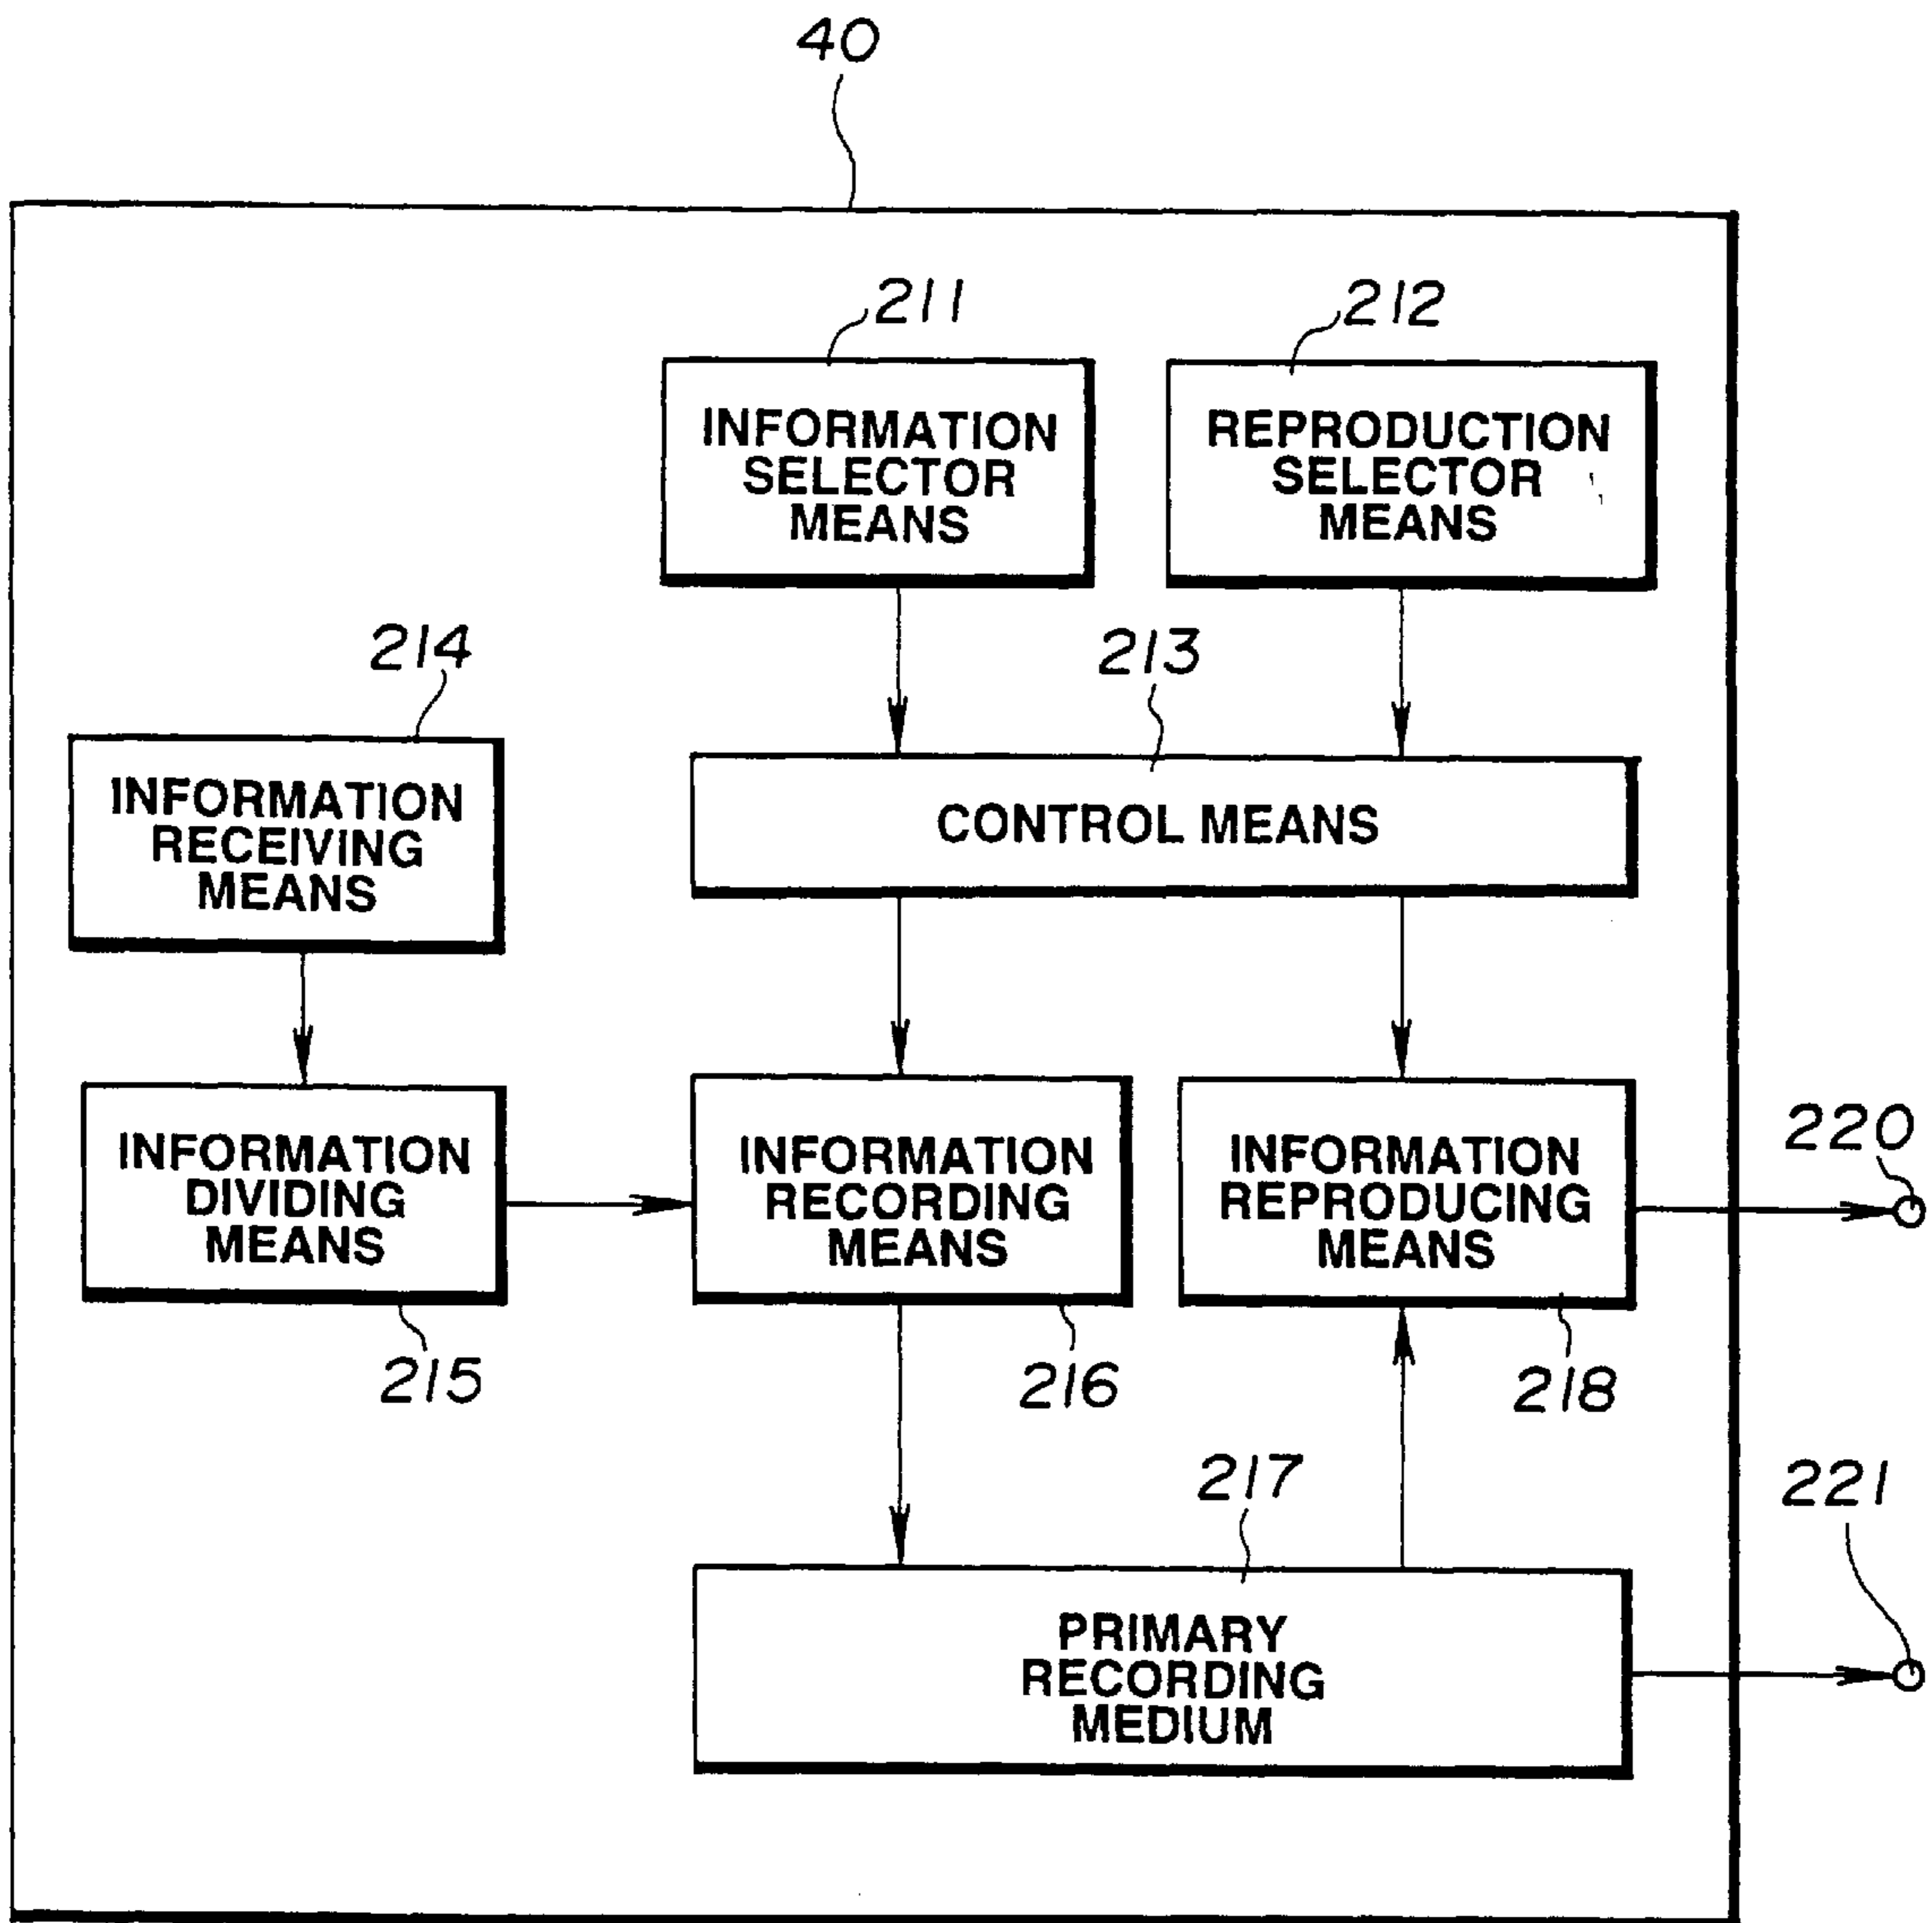 40
211
212
INFORMATION
SELECTOR
MEANS
REPRODUCTION
SELECTOR
MEANS
214
213
INFORMATION
RECEIVING
MEANS
CONTROL MEANS
220
INFORMATION
DIVIDING
MEANS
INFORMATION
RECORDING
MEANS
INFORMATION
REPRODUCING
MEANS
215
216
218
217
221
PRIMARY
RECORDING
MEDIUM